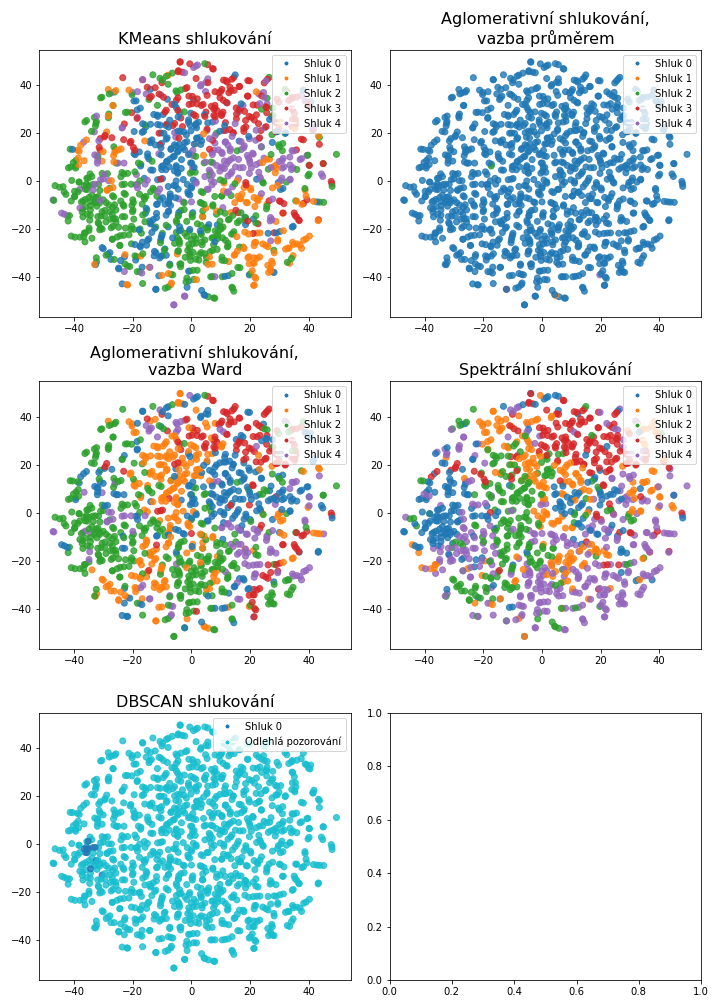 KMeans shlukování
Shluk 0
Shluk 1
Shluk 2
Shluk 3
Shluk 4
40
20
0
−20
−40
−40 −20 0 20 40
Aglomerativní shlukování,
vazba průměrem
Shluk 0
Shluk 1
Shluk 2
Shluk 3
Shluk 4
40
20
0
−20
−40
−40 −20 0 20 40
Aglomerativní shlukování,
vazba Ward
Shluk 0
Shluk 1
Shluk 2
Shluk 3
Shluk 4
40
20
0
−20
−40
−40 −20 0 20 40
Spektrální shlukování
Shluk 0
Shluk 1
Shluk 2
Shluk 3
Shluk 4
40
20
0
−20
−40
−40 −20 0 20 40
DBSCAN shlukování
Shluk 0
Odlehlá pozorování
40
20
0
−20
−40
−40 −20 0 20 40
1.0
0.8
0.6
0.4
0.2
0.0
0.0 0.2 0.4 0.6 0.8 1.0